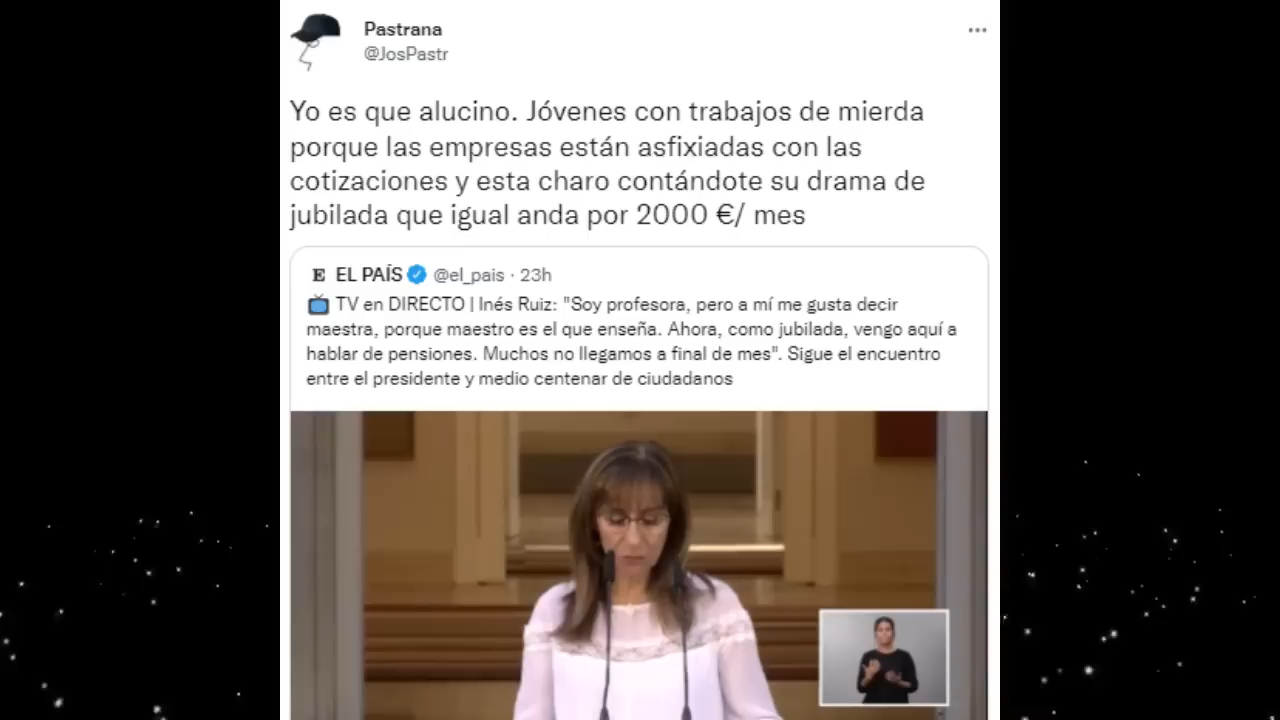 Pastrana
@JosPastr
Yo es que alucino. Jóvenes con trabajos de mierda
porque las empresas están asfixiadas con las
cotizaciones y esta charo contándote su drama de
jubilada que igual anda por 2000 €/ mes
E EL PAÍS @el_pais · 23h
TV en DIRECTO | Inés Ruiz: "Soy profesora, pero a mí me gusta decir
maestra, porque maestro es el que enseña. Ahora, como jubilada, vengo aquí a
hablar de pensiones. Muchos no llegamos a final de mes". Sigue el encuentro
entre el presidente y medio centenar de ciudadanos